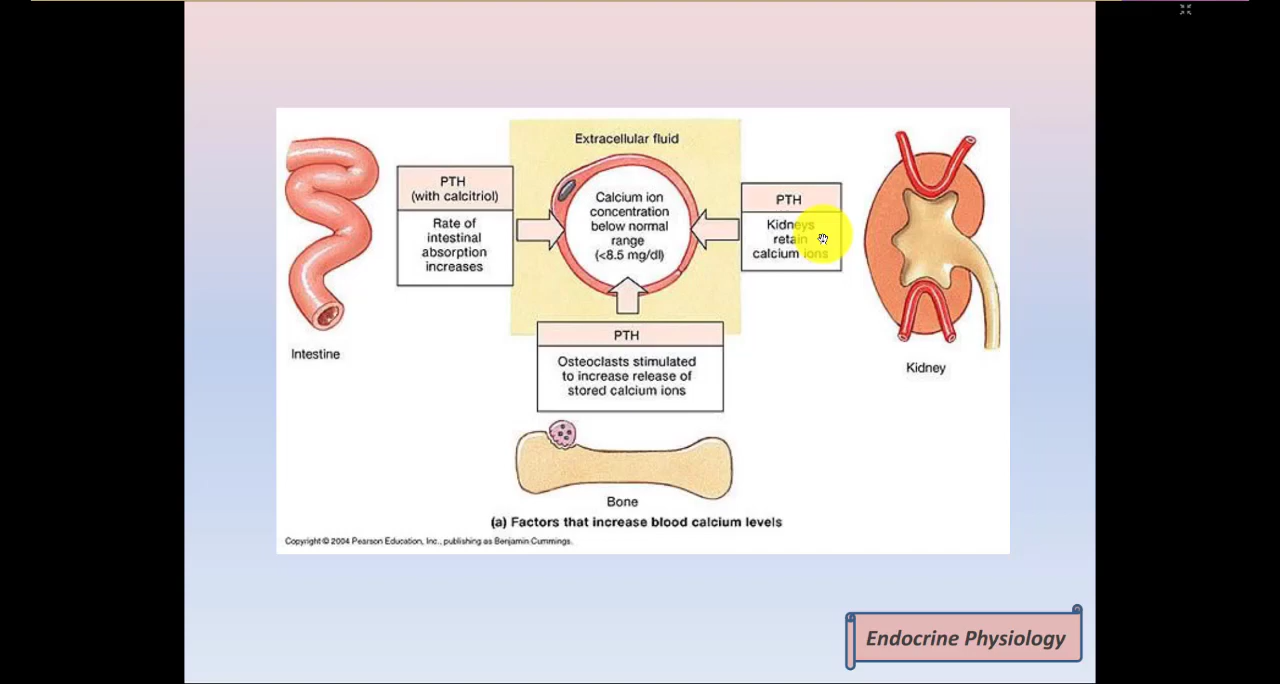 Extracellular fluid
PTH
(with calcitriol)
Rate of
intestinal
absorption
increases
Calcium ion
concentration
below normal
range
(<8.5 mg/dl)
PTH
Kidneys
retain
calcium ions
PTH
Osteoclasts stimulated
to increase release of
stored calcium ions
Intestine
Kidney
Bone
(a) Factors that increase blood calcium levels
Copyright © 2004 Pearson Education, Inc., publishing as Benjamin Cummings.
Endocrine Physiology